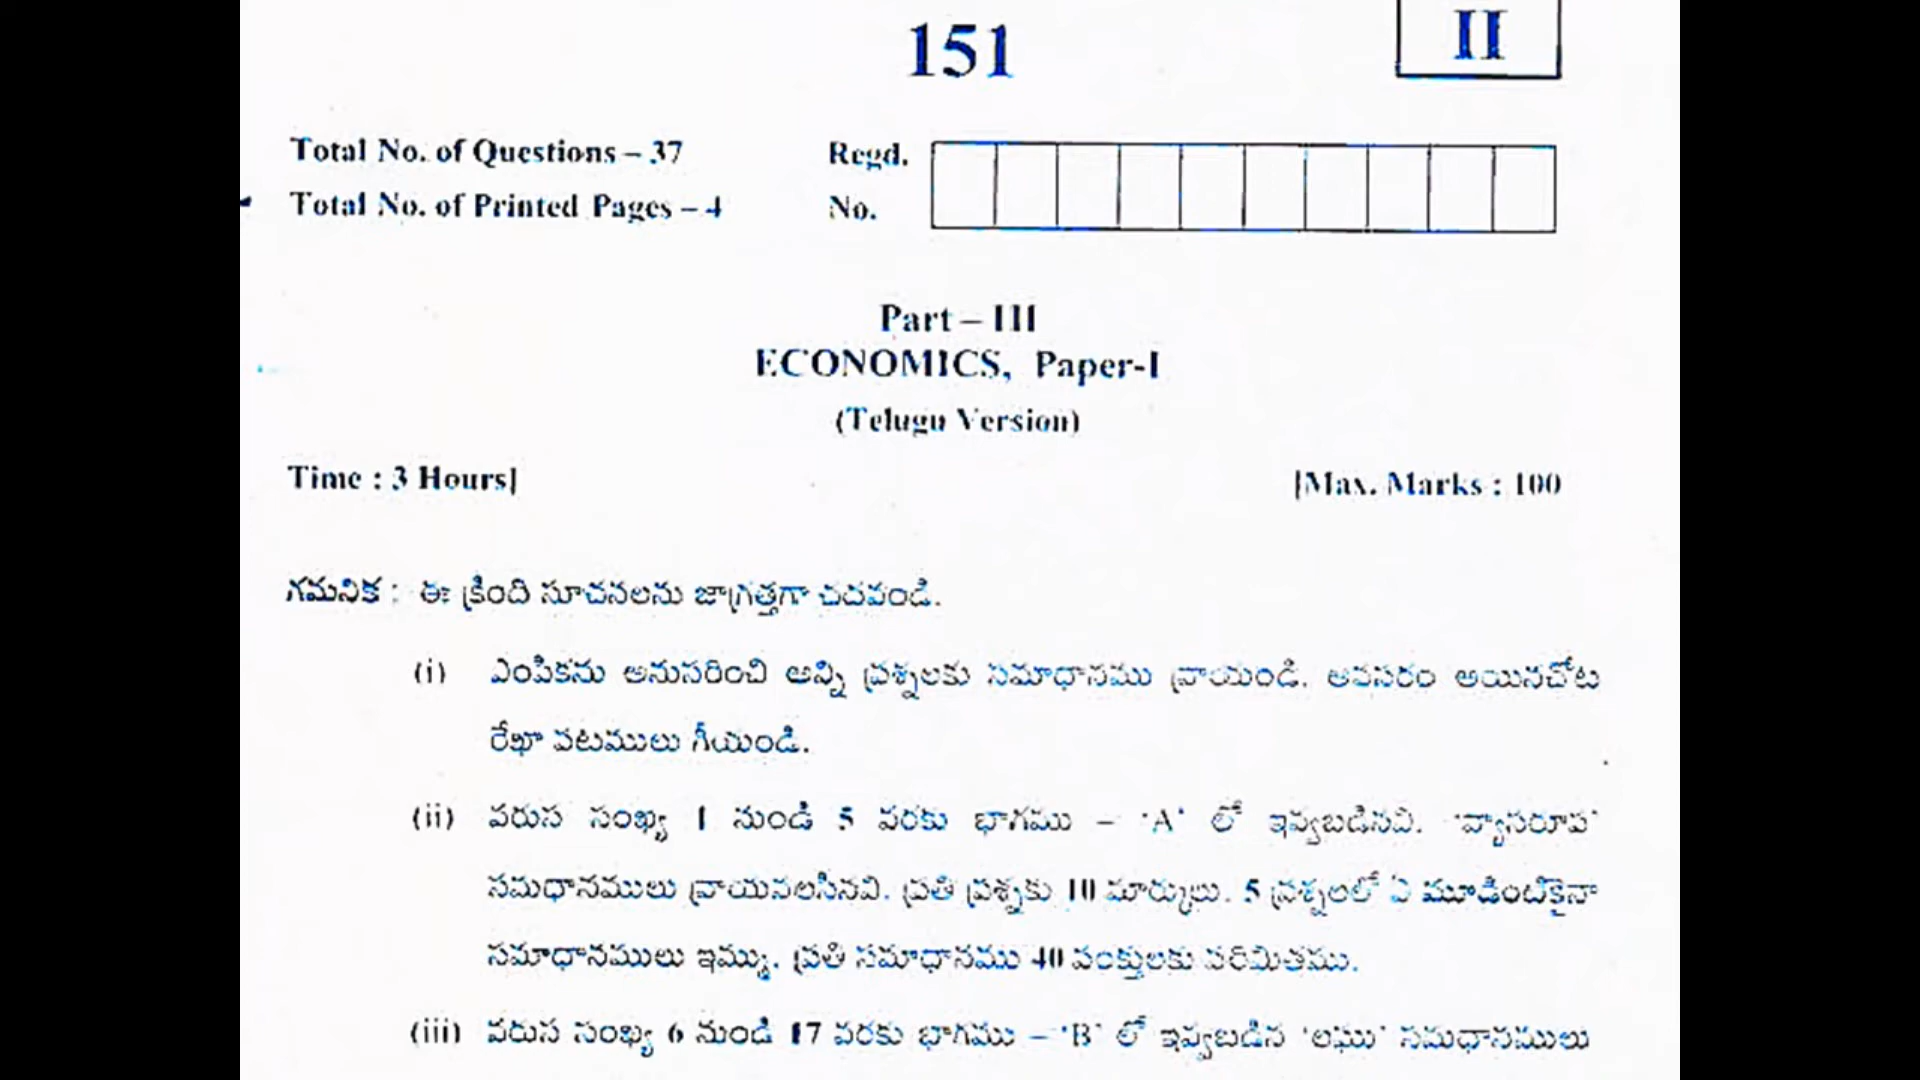 151
II
Total No. of Questions – 37
Regd.
Total No. of Printed Pages – 4
No.
Part – III
ECONOMICS, Paper-I
(Telugu Version)
Time : 3 Hours]
[Max. Marks : 100
గమనిక : ఈ క్రింది సూచనలను జాగ్రత్తగా చదవండి.
(i) ఎంపికను అనుసరించి అన్ని ప్రశ్నలకు సమాధానము వ్రాయండి. అవసరం అయినచోట
రేఖా పటములు గీయండి.
(ii) వరుస సంఖ్య 1 నుండి 5 వరకు భాగము – 'A' లో ఇవ్వబడినవి. 'వ్యాసరూప'
సమధానములు వ్రాయవలసినవి. ప్రతి ప్రశ్నకు 10 మార్కులు. 5 ప్రశ్నలలో ఏ మూడింటికైనా
సమాధానములు ఇమ్ము. ప్రతి సమాధానము 40 పంక్తులకు పరిమితము.
(iii) వరుస సంఖ్య 6 నుండి 17 వరకు భాగము – 'B' లో ఇవ్వబడిన 'లఘు' సమధానములు